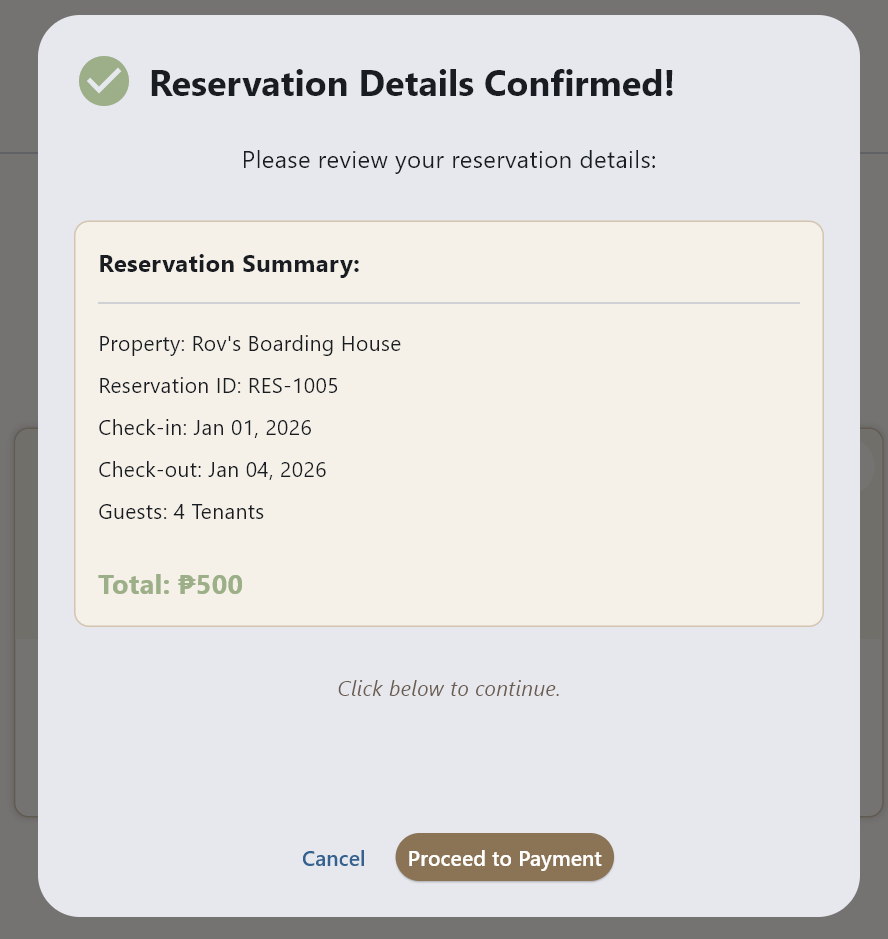 Reservation Details Confirmed!
Please review your reservation details:
Reservation Summary:
Property: Rov's Boarding House
Reservation ID: RES-1005
Check-in: Jan 01, 2026
Check-out: Jan 04, 2026
Guests: 4 Tenants
Total: ₱500
Click below to continue.
Cancel
Proceed to Payment